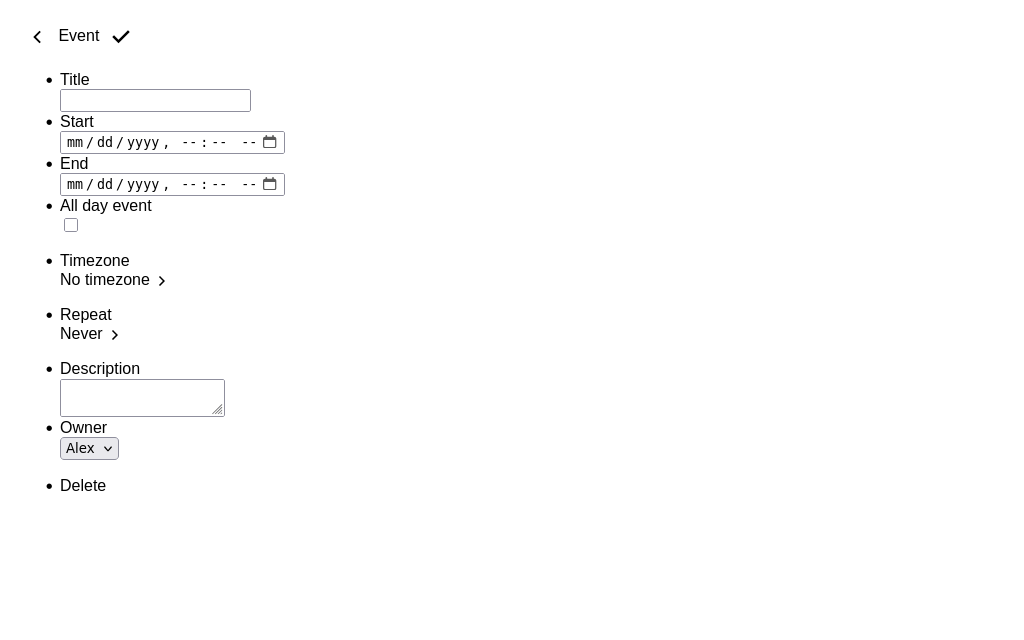 Event
Title
Start
mm/dd/yyyy, --:-- --
End
mm/dd/yyyy, --:-- --
All day event
Timezone
No timezone
Repeat
Never
Description
Owner
Alex
Delete